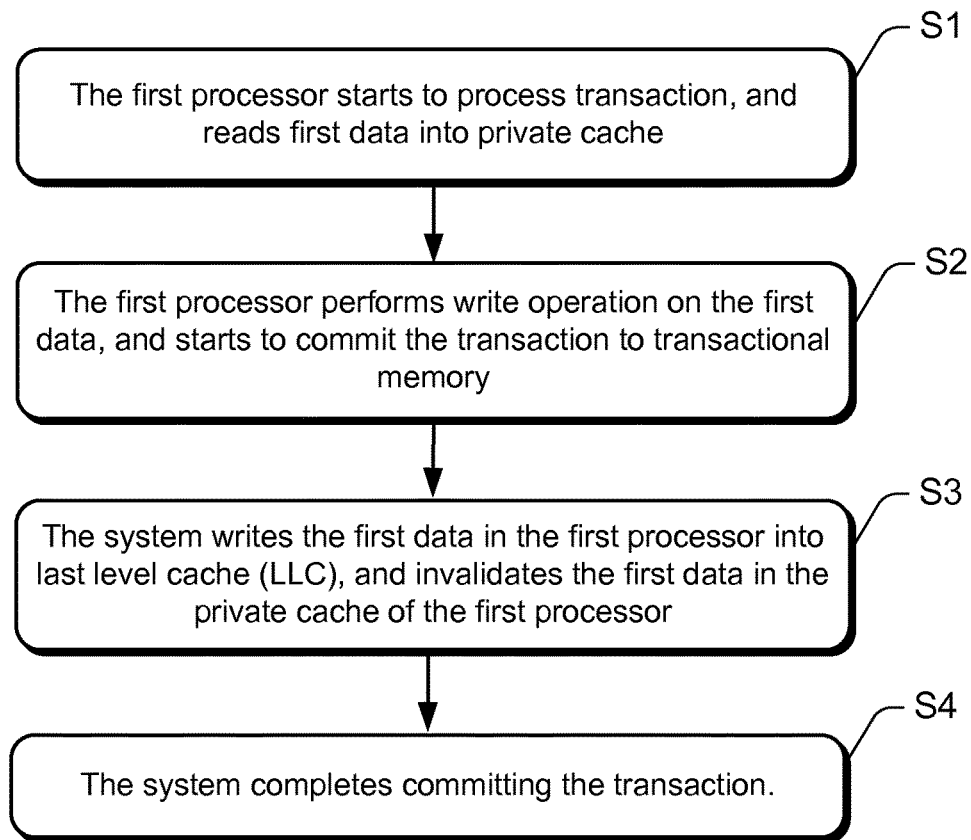 S1
The first processor starts to process transaction, and
reads first data into private cache
S2
The first processor performs write operation on the first
data, and starts to commit the transaction to transactional
memory
S3
The system writes the first data in the first processor into
last level cache (LLC), and invalidates the first data in the
private cache of the first processor
S4
The system completes committing the transaction.